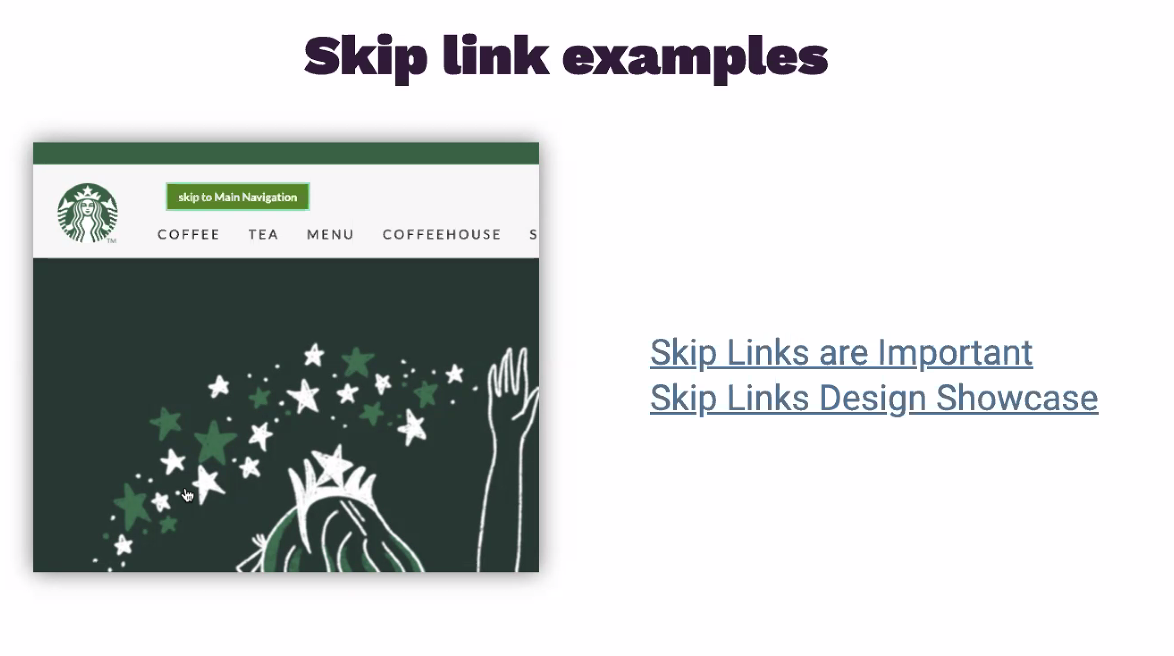 Skip link examples
skip to Main Navigation
TM
COFFEE TEA MENU COFFEEHOUSE S
Skip Links are Important
Skip Links Design Showcase